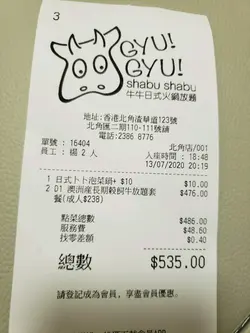 3
GYU!
GYU!
shabu shabu
牛牛日式火鍋放題
地址:香港北角渣華道123號
北角匯二期110-111號舖
電話:2386 6776
北角店/001
單號 : 16404
入座時間 : 18:48
員工 : 楊 2 人
13/07/2020 20:19
1 日式卜卜泡菜鍋+ $10 $10.00
2 D1 澳洲産長期穀飼牛放題套 $476.00
餐(成人$238)
點菜總數 $486.00
服務費 $48.60
找零差額 $0.40
總數 $535.00
請登記成為會員，享盡會員優惠。